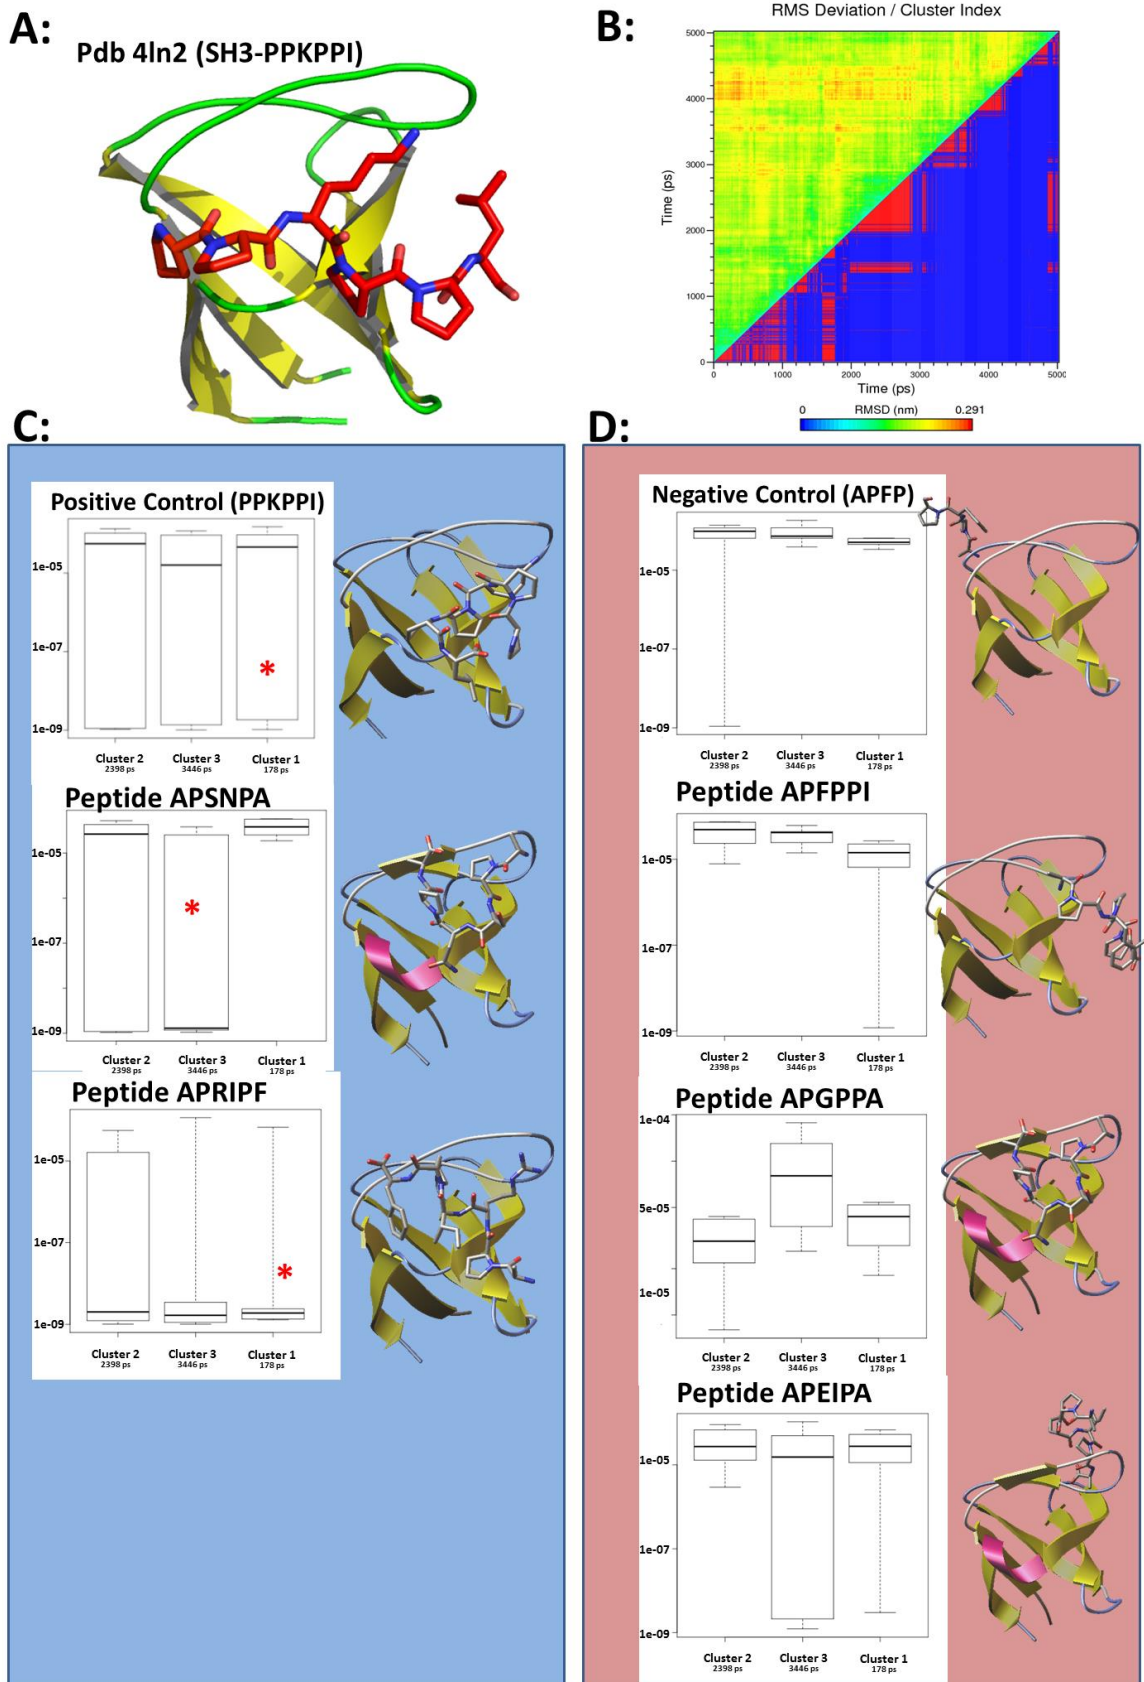 A:
Pdb 4ln2 (SH3-PPKPPI)
B:
RMS Deviation / Cluster Index
5000
4000
3000
2000
1000
0
Time (ps)
0 1000 2000 3000 4000 5000
Time (ps)
0 RMSD (nm) 0.291
C:
Positive Control (PPKPPI)
1e-05
1e-07
*
1e-09
Cluster 2 Cluster 3 Cluster 1
2398 ps 3446 ps 178 ps
Peptide APSNPA
1e-05
*
1e-07
1e-09
Cluster 2 Cluster 3 Cluster 1
2398 ps 3446 ps 178 ps
Peptide APRIPF
1e-05
1e-07
*
1e-09
Cluster 2 Cluster 3 Cluster 1
2398 ps 3446 ps 178 ps
D:
Negative Control (APFP)
1e-05
1e-07
1e-09
Cluster 2 Cluster 3 Cluster 1
2398 ps 3446 ps 178 ps
Peptide APFPPI
1e-05
1e-07
1e-09
Cluster 2 Cluster 3 Cluster 1
2398 ps 3446 ps 178 ps
Peptide APGPPA
1e-04
5e-05
1e-05
Cluster 2 Cluster 3 Cluster 1
2398 ps 3446 ps 178 ps
Peptide APEIPA
1e-05
1e-07
1e-09
Cluster 2 Cluster 3 Cluster 1
2398 ps 3446 ps 178 ps